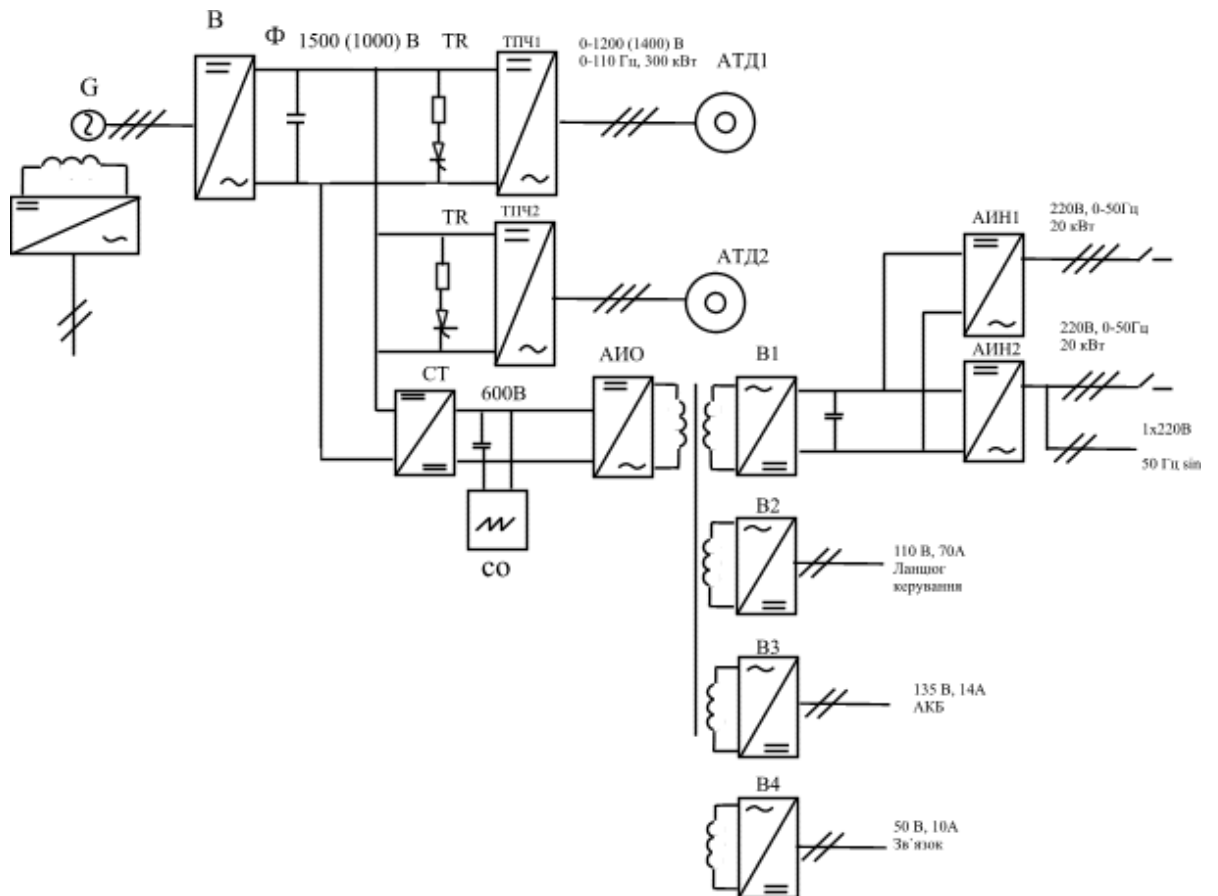 В
Ф
1500 (1000) В
TR
ТПЧ1
0-1200 (1400) В
0-110 Гц, 300 кВт
АТД1
G
TR
ТПЧ2
АТД2
АИН1
220В, 0-50Гц
20 кВт
СТ
600В
АИО
В1
АИН2
220В, 0-50Гц
20 кВт
1х220В
50 Гц sin
со
В2
110 В, 70А
Ланцюг
керування
В3
135 В, 14А
АКБ
В4
50 В, 10А
Зв`язок